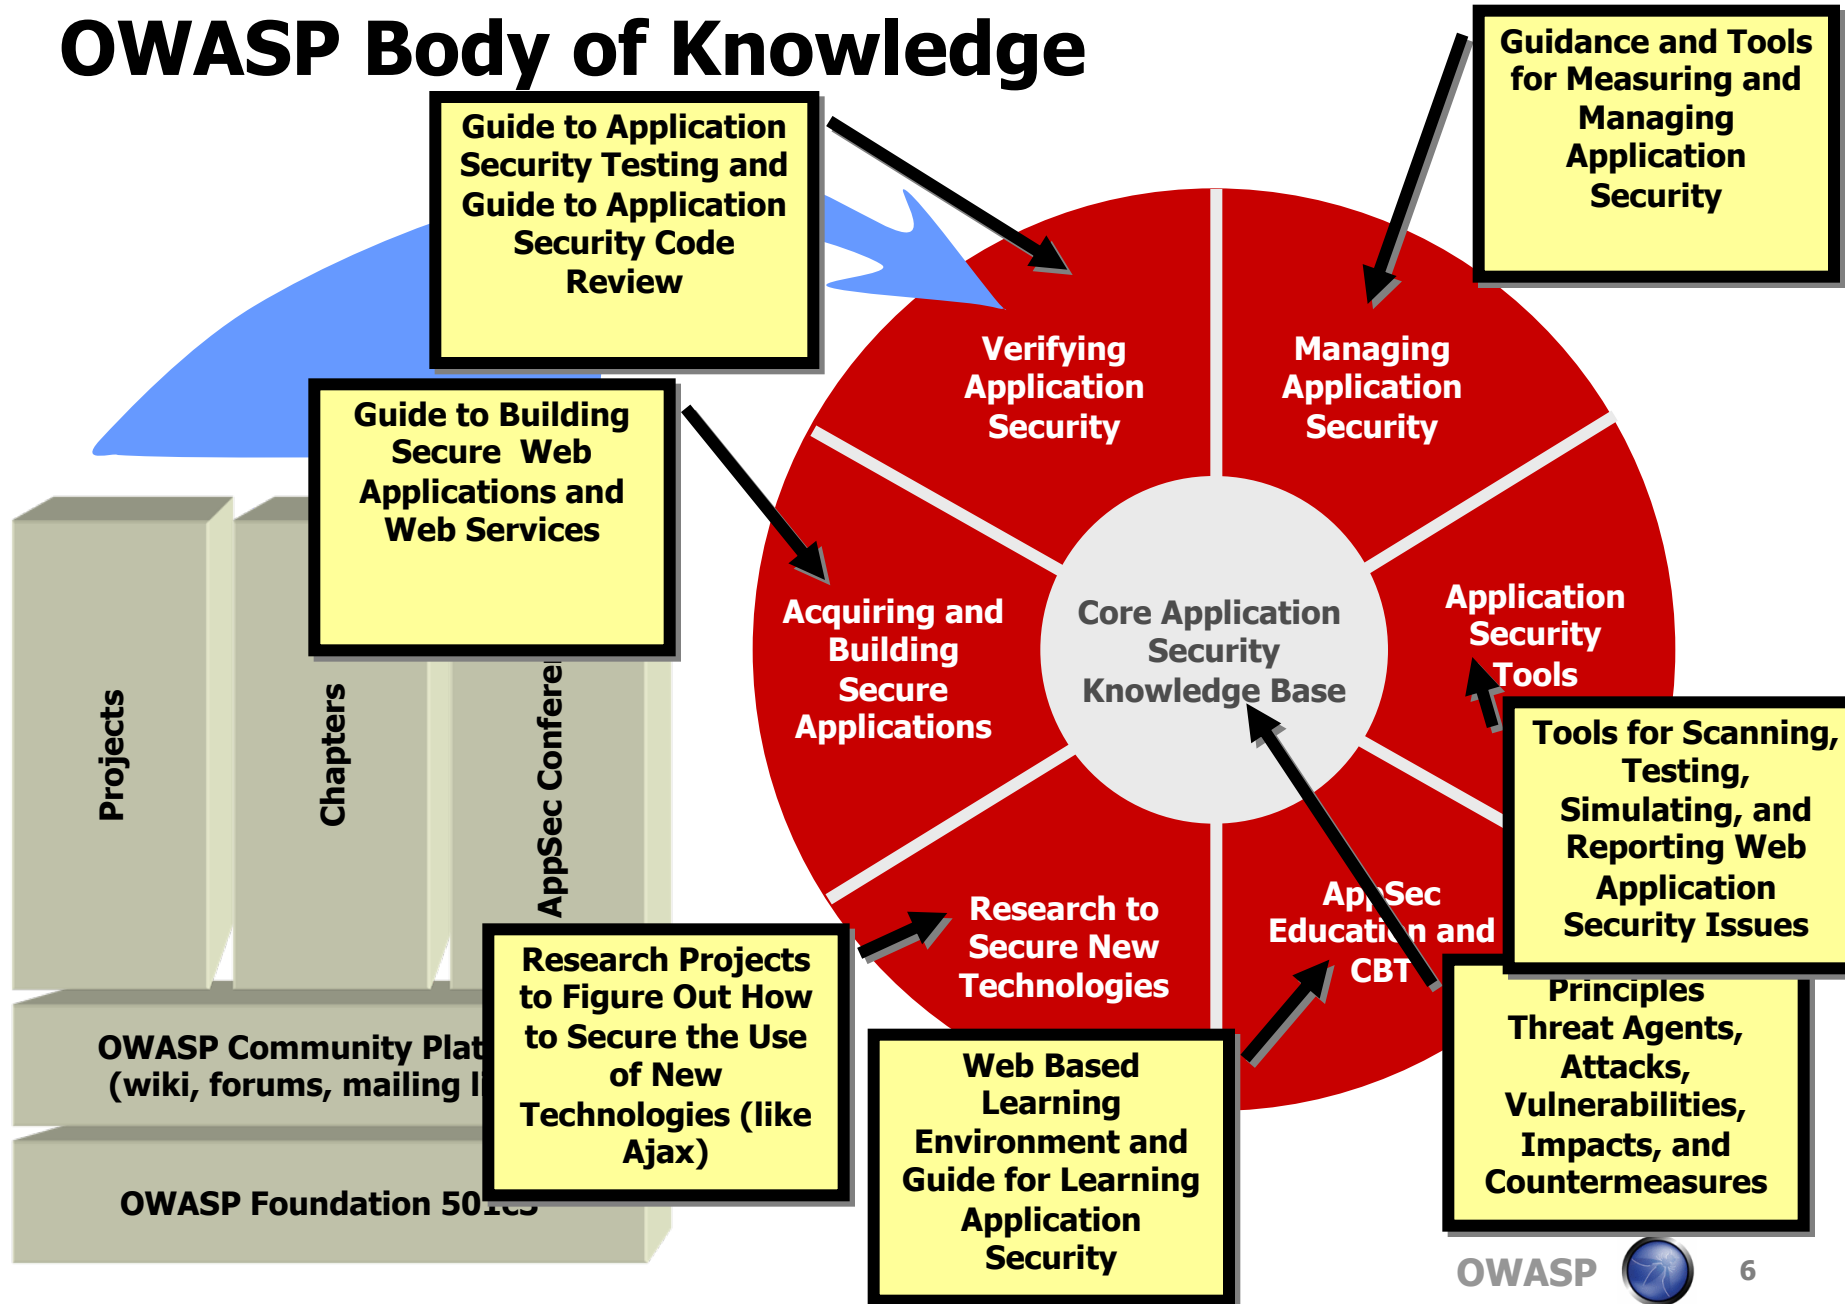 OWASP Body of Knowledge
Guidance and Tools
for Measuring and
Managing
Application
Security
Guide to Application
Security Testing and
Guide to Application
Security Code
Review
Guide to Building
Secure Web
Applications and
Web Services
Verifying
Application
Security
Managing
Application
Security
Acquiring and
Building
Secure
Applications
Core Application
Security
Knowledge Base
Application
Security
Tools
Research to
Secure New
Technologies
AppSec
Education and
CBT
Tools for Scanning,
Testing,
Simulating, and
Reporting Web
Application
Security Issues
Principles
Threat Agents,
Attacks,
Vulnerabilities,
Impacts, and
Countermeasures
Web Based
Learning
Environment and
Guide for Learning
Application
Security
Research Projects
to Figure Out How
to Secure the Use
of New
Technologies (like
Ajax)
Projects
Chapters
AppSec Confere
OWASP Community Plat
(wiki, forums, mailing li
OWASP Foundation 501c3
OWASP
6